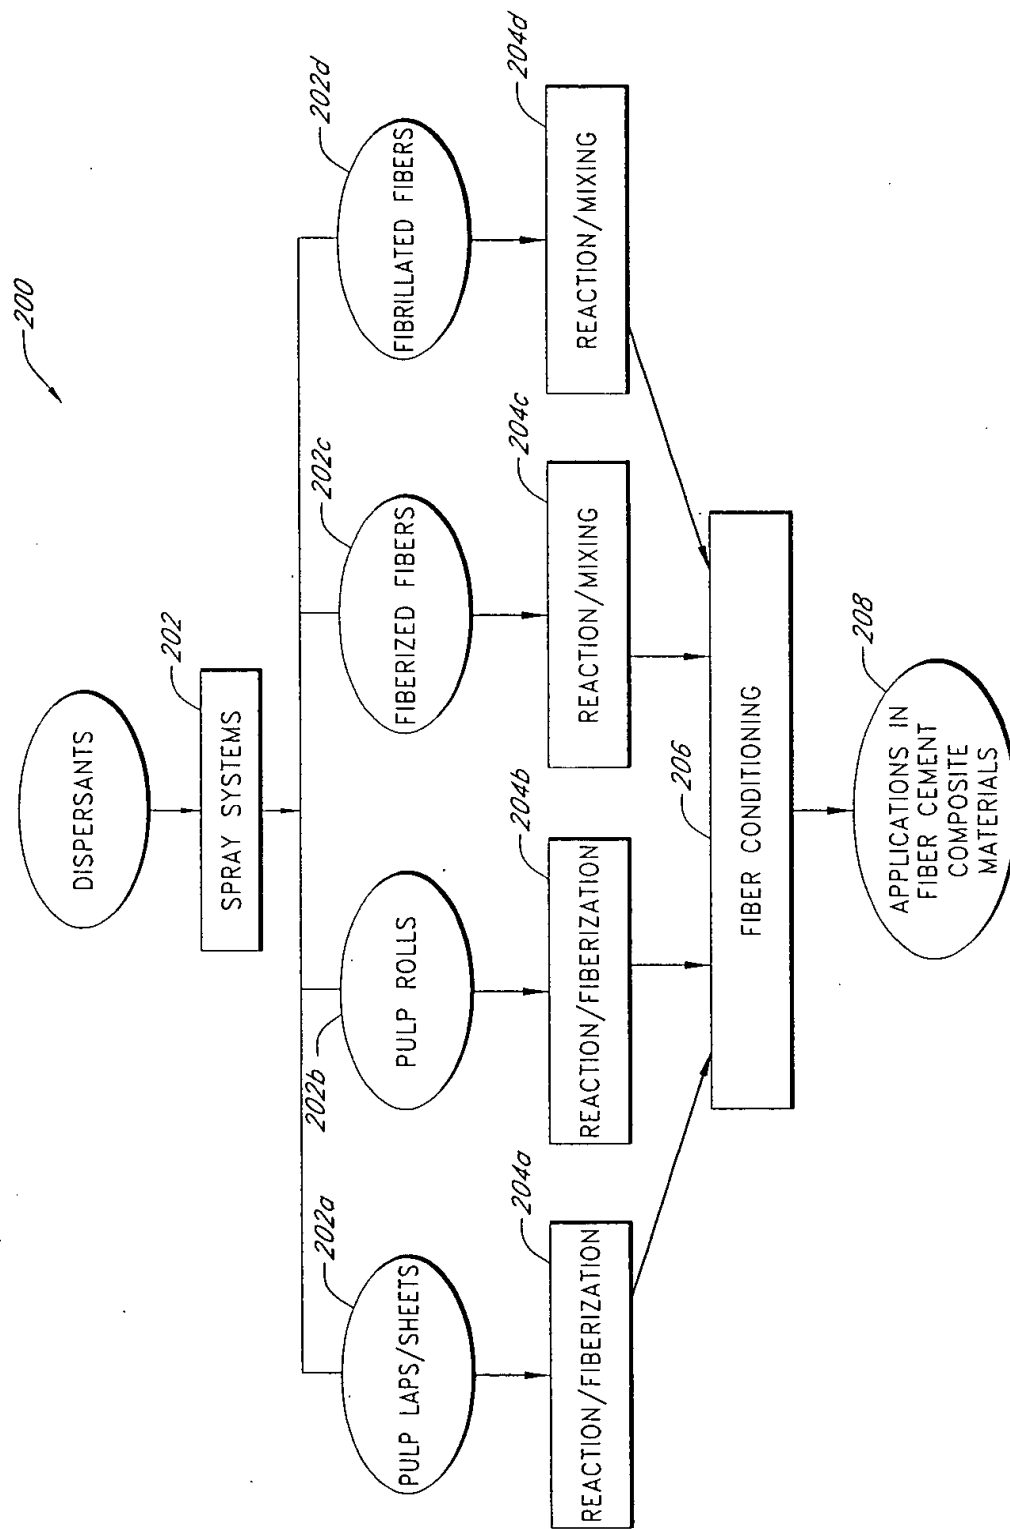 200
DISPERSANTS
202
SPRAY SYSTEMS
202a
PULP LAPS/SHEETS
202b
PULP ROLLS
202c
FIBERIZED FIBERS
202d
FIBRILLATED FIBERS
204a
REACTION/FIBERIZATION
204b
REACTION/FIBERIZATION
204c
REACTION/MIXING
204d
REACTION/MIXING
206
FIBER CONDITIONING
208
APPLICATIONS IN
FIBER CEMENT
COMPOSITE
MATERIALS